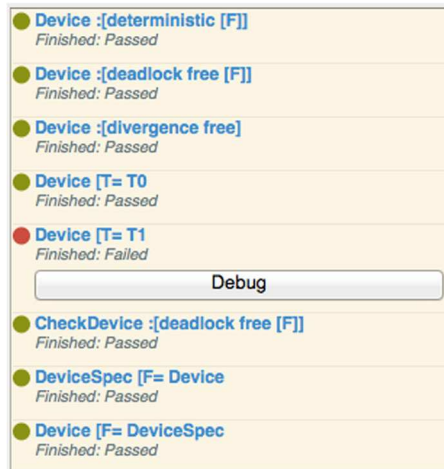 Device :[deterministic [F]]
Finished: Passed
Device :[deadlock free [F]]
Finished: Passed
Device :[divergence free]
Finished: Passed
Device [T= T0
Finished: Passed
Device [T= T1
Finished: Failed
Debug
CheckDevice :[deadlock free [F]]
Finished: Passed
DeviceSpec [F= Device
Finished: Passed
Device [F= DeviceSpec
Finished: Passed